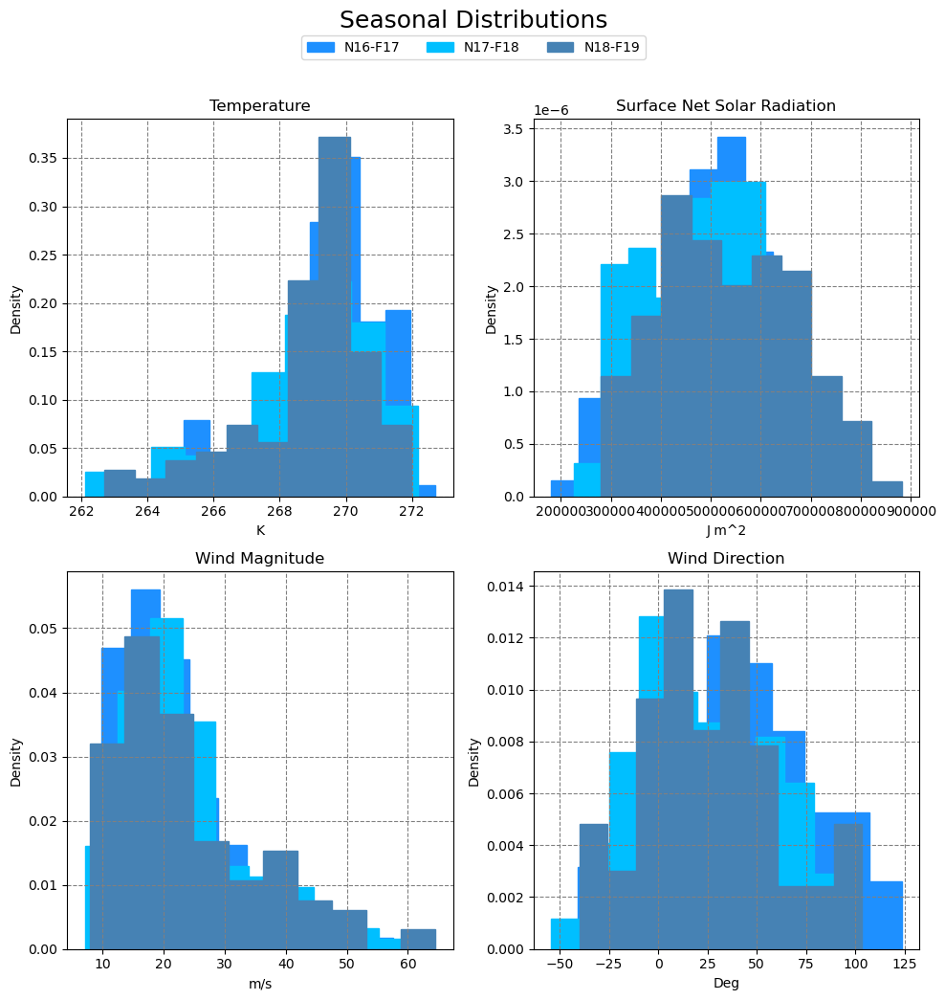 Seasonal Distributions
N16-F17 N17-F18 N18-F19
Temperature
0.35
0.30
0.25
0.20
0.15
0.10
0.05
0.00
Density
262 264 266 268 270 272
K
Surface Net Solar Radiation
1e−6
3.5
3.0
2.5
2.0
1.5
1.0
0.5
0.0
Density
200000 300000 400000 500000 600000 700000 800000 900000
J m^2
Wind Magnitude
0.05
0.04
0.03
0.02
0.01
0.00
Density
10 20 30 40 50 60
m/s
Wind Direction
0.014
0.012
0.010
0.008
0.006
0.004
0.002
0.000
Density
−50 −25 0 25 50 75 100 125
Deg